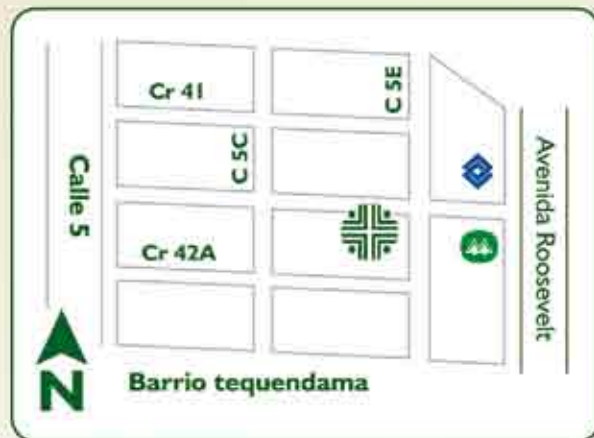 Cr 41
C 5E
C 5C
Calle 5
Avenida Roosevelt
Cr 42A
N
Barrio tequendama